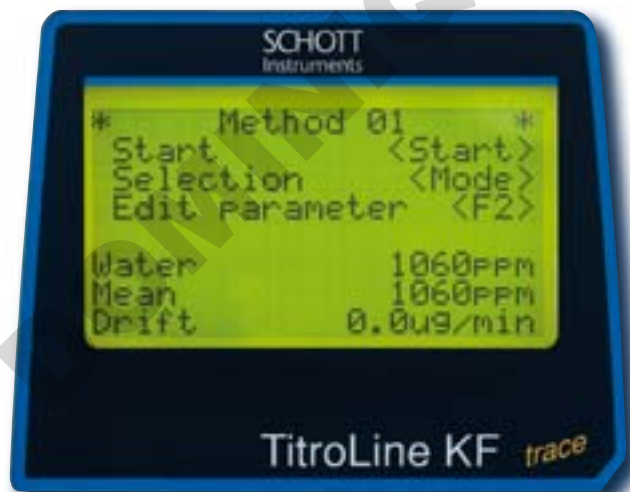 SCHOTT
Instruments
* Method 01 *
Start <Start>
Selection <Mode>
Edit parameter <F2>
Water 1060ppm
Mean 1060ppm
Drift 0.0ug/min
TitroLine KF trace